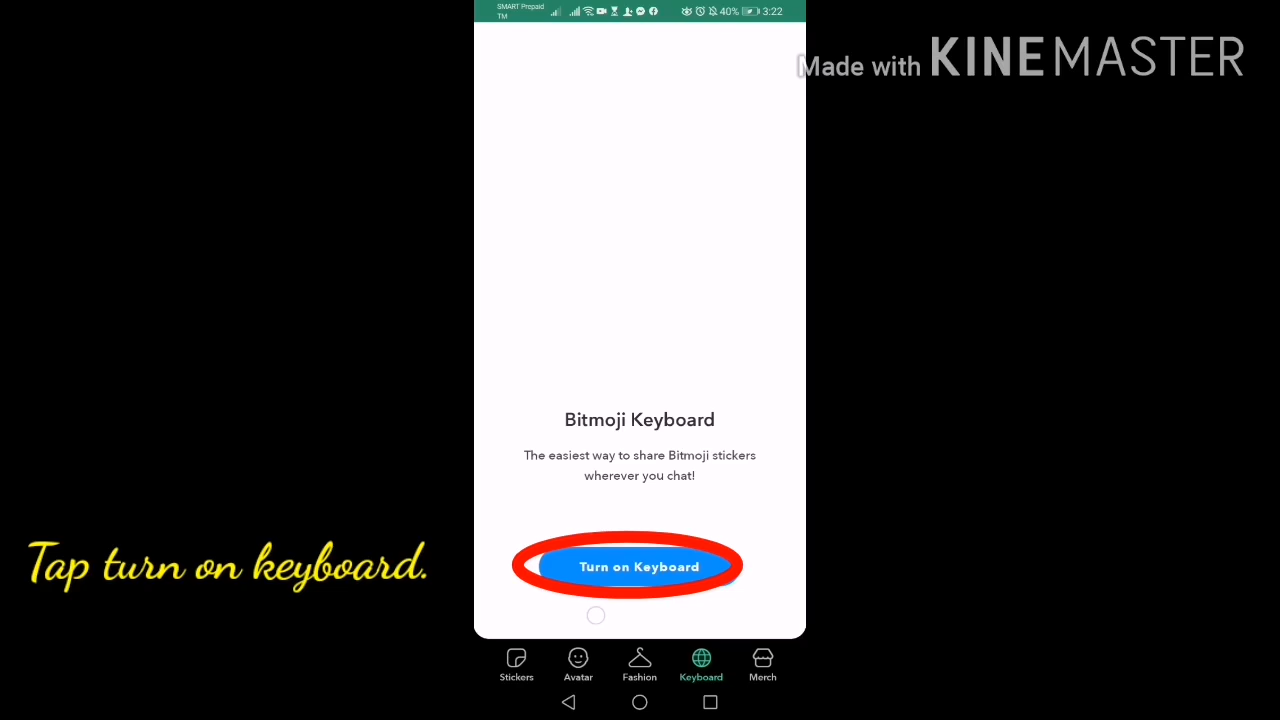 SMART Prepaid
TM
40%
3:22
Made with KINEMASTER
Bitmoji Keyboard
The easiest way to share Bitmoji stickers
wherever you chat!
Tap turn on keyboard.
Turn on Keyboard
Stickers
Avatar
Fashion
Keyboard
Merch